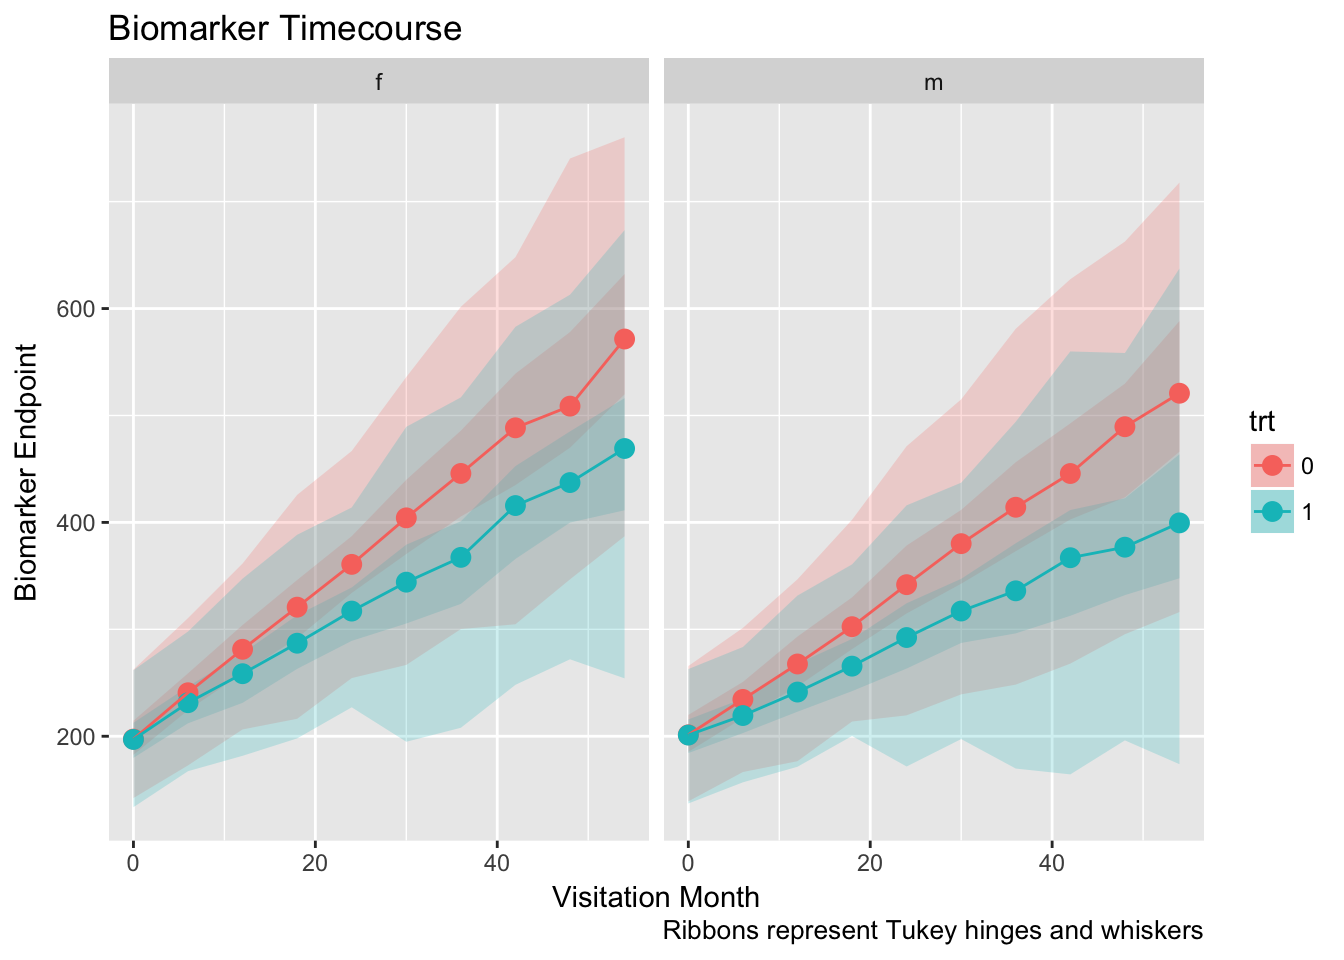 Biomarker Timecourse
f
m
Biomarker Endpoint
600
400
200
0
20
40
0
20
40
Visitation Month
Ribbons represent Tukey hinges and whiskers
trt
0
1